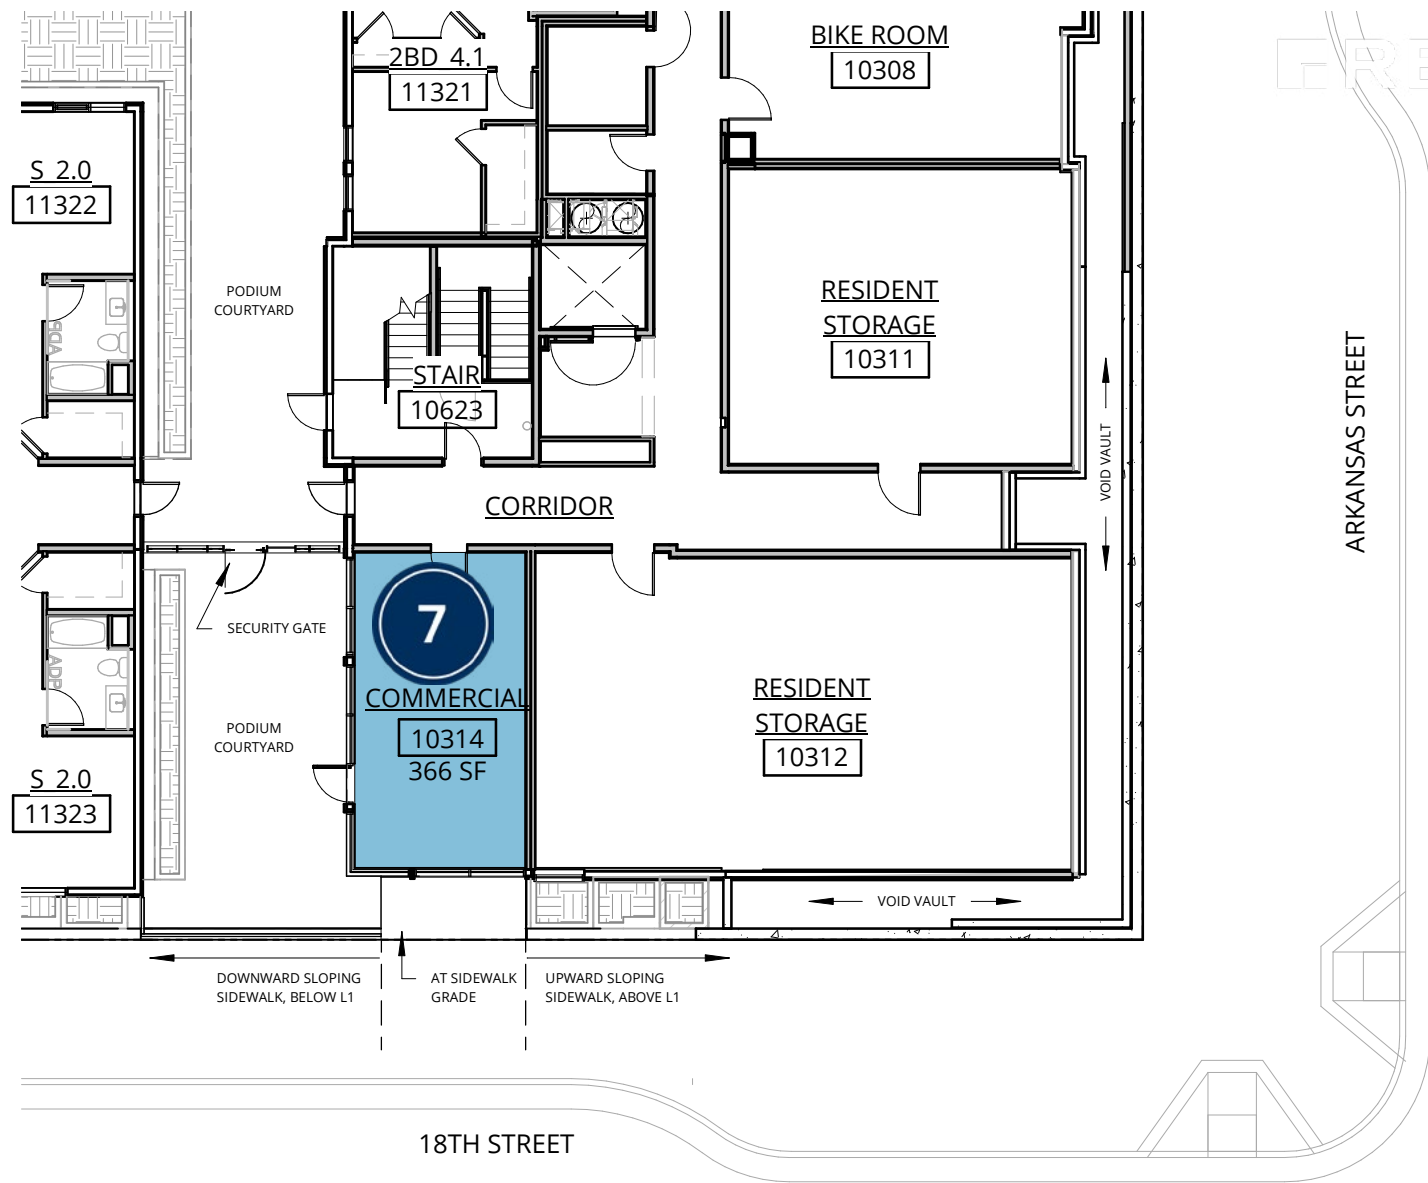 BIKE ROOM
10308
2BD 4.1
11321
S 2.0
11322
PODIUM
COURTYARD
ADP
RESIDENT
STORAGE
10311
STAIR
10623
ARKANSAS STREET
VOID VAULT
CORRIDOR
7
SECURITY GATE
ADP
COMMERCIAL
10314
366 SF
RESIDENT
STORAGE
10312
PODIUM
COURTYARD
S 2.0
11323
VOID VAULT
DOWNWARD SLOPING
SIDEWALK, BELOW L1
AT SIDEWALK
GRADE
UPWARD SLOPING
SIDEWALK, ABOVE L1
18TH STREET